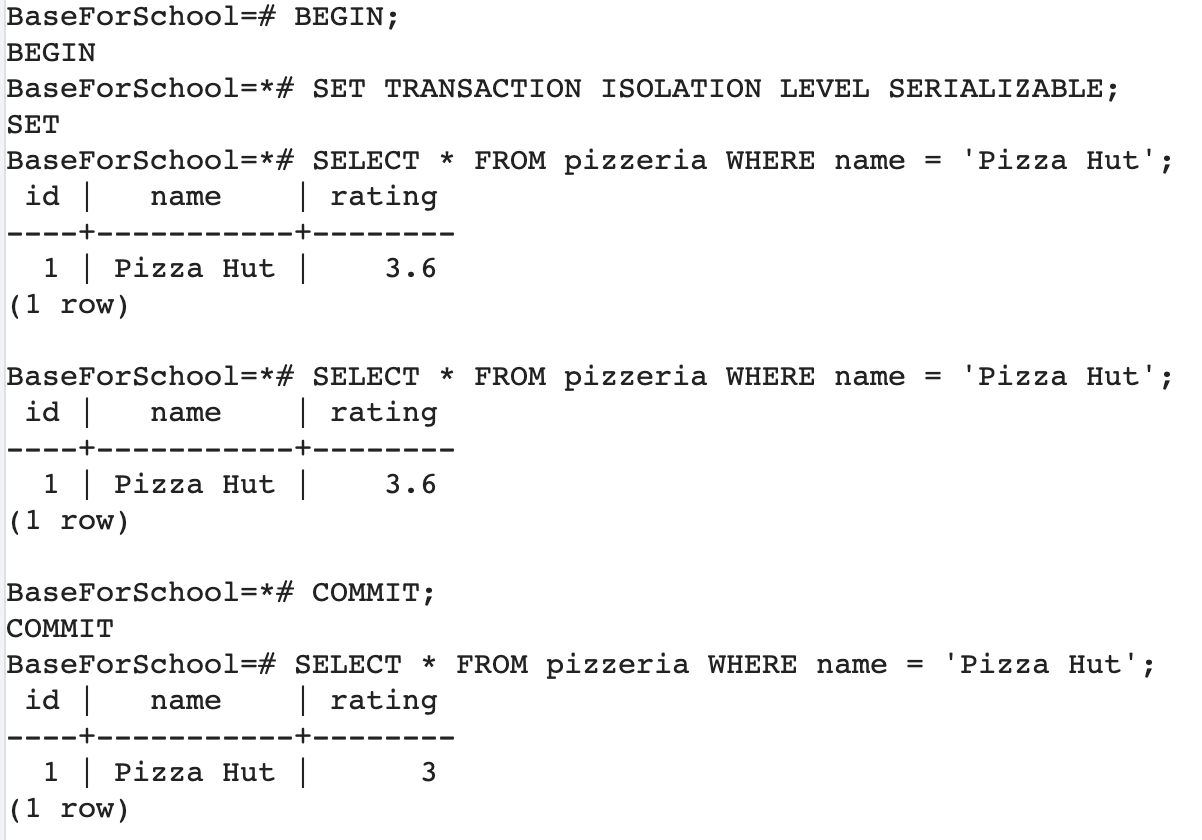 BaseForSchool=# BEGIN;
BEGIN
BaseForSchool=*# SET TRANSACTION ISOLATION LEVEL SERIALIZABLE;
SET
BaseForSchool=*# SELECT * FROM pizzeria WHERE name = 'Pizza Hut';
 id |   name    | rating
----+-----------+--------
  1 | Pizza Hut |    3.6
(1 row)

BaseForSchool=*# SELECT * FROM pizzeria WHERE name = 'Pizza Hut';
 id |   name    | rating
----+-----------+--------
  1 | Pizza Hut |    3.6
(1 row)

BaseForSchool=*# COMMIT;
COMMIT
BaseForSchool=# SELECT * FROM pizzeria WHERE name = 'Pizza Hut';
 id |   name    | rating
----+-----------+--------
  1 | Pizza Hut |      3
(1 row)